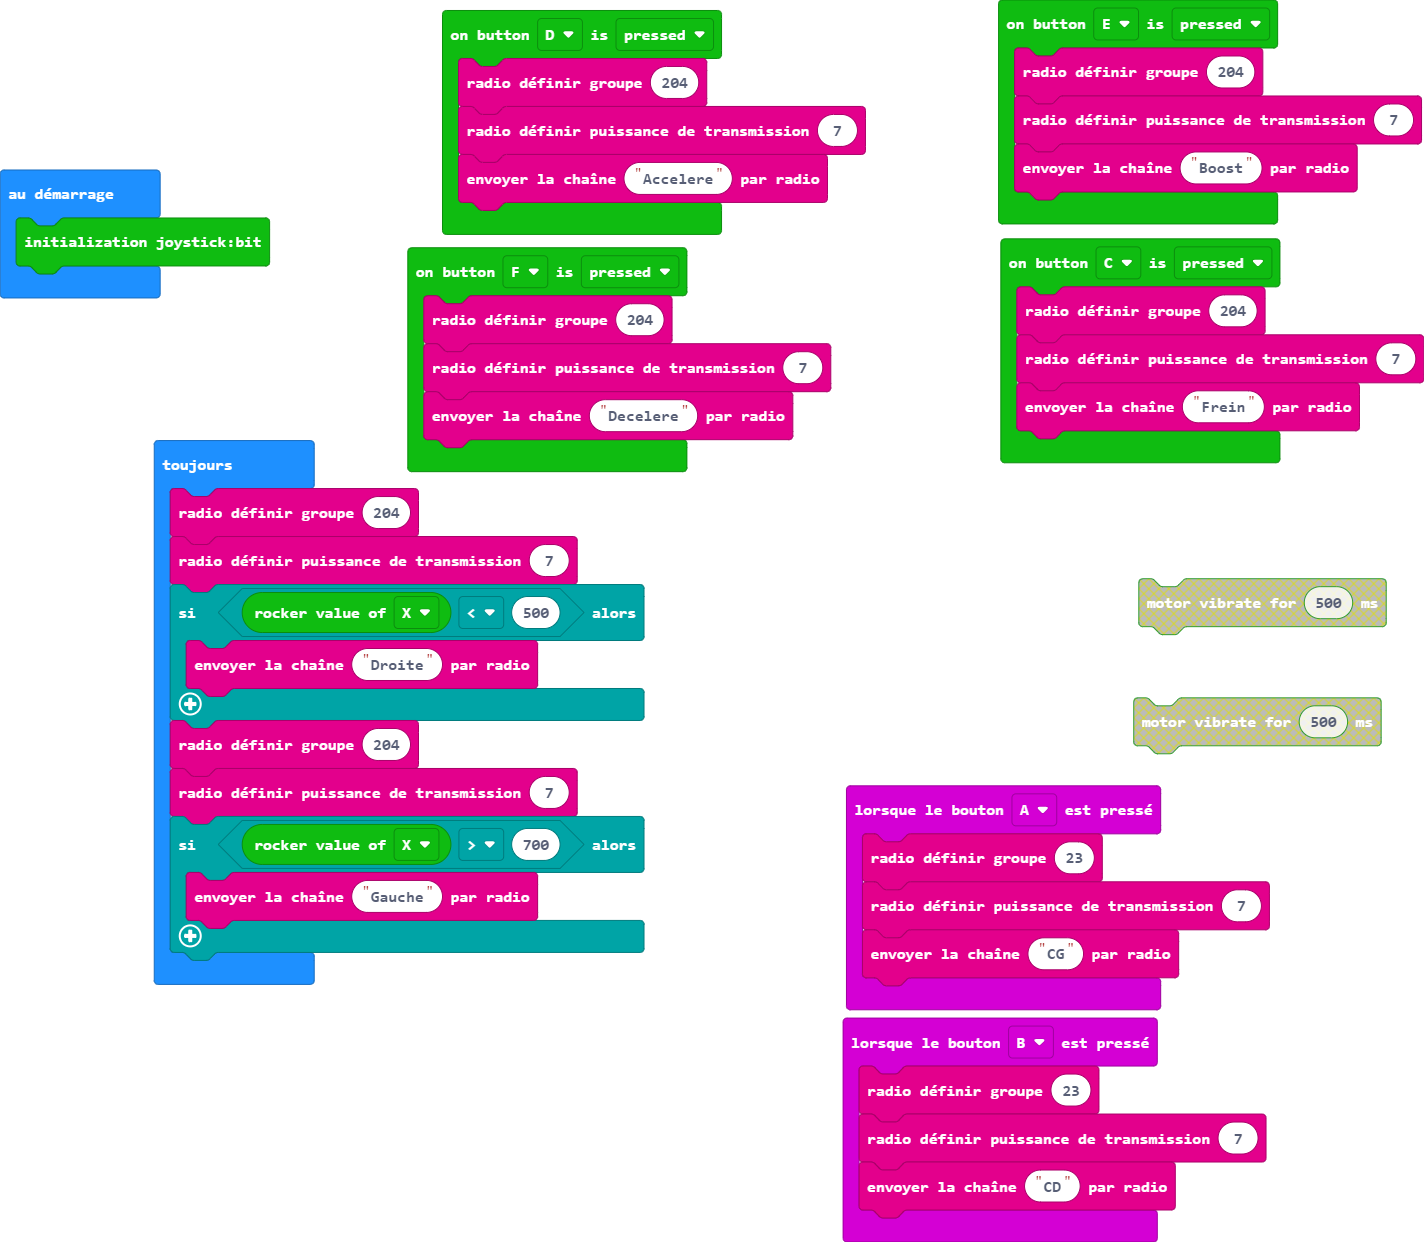 au démarrage
initialization joystick:bit
on button D is pressed
radio définir groupe 204
radio définir puissance de transmission 7
envoyer la chaîne "Accelere" par radio
on button E is pressed
radio définir groupe 204
radio définir puissance de transmission 7
envoyer la chaîne "Boost" par radio
on button F is pressed
radio définir groupe 204
radio définir puissance de transmission 7
envoyer la chaîne "Decelere" par radio
on button C is pressed
radio définir groupe 204
radio définir puissance de transmission 7
envoyer la chaîne "Frein" par radio
toujours
radio définir groupe 204
radio définir puissance de transmission 7
si rocker value of X < 500 alors
envoyer la chaîne "Droite" par radio
radio définir groupe 204
radio définir puissance de transmission 7
si rocker value of X > 700 alors
envoyer la chaîne "Gauche" par radio
motor vibrate for 500 ms
motor vibrate for 500 ms
lorsque le bouton A est pressé
radio définir groupe 23
radio définir puissance de transmission 7
envoyer la chaîne "CG" par radio
lorsque le bouton B est pressé
radio définir groupe 23
radio définir puissance de transmission 7
envoyer la chaîne "CD" par radio